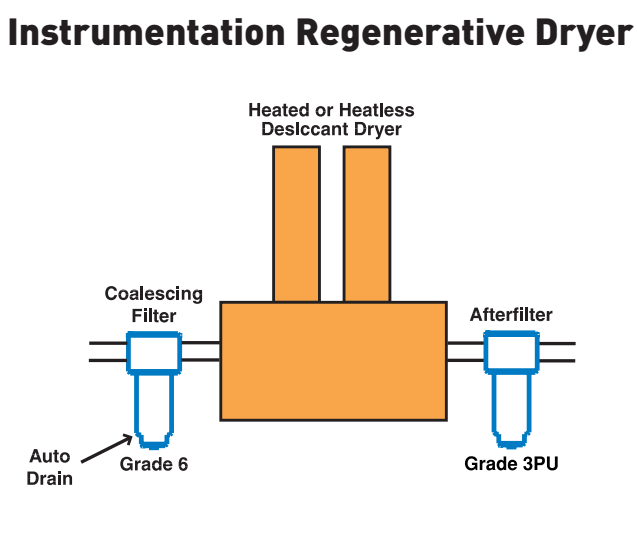 Instrumentation Regenerative Dryer
Heated or Heatless
DesIccant Dryer
Coalescing
Filter
Afterfilter
Auto
Drain
Grade 6
Grade 3PU